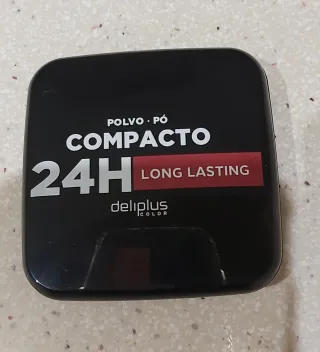 POLVO · PÓ
COMPACTO
24H LONG LASTING
deliplus
COLOR